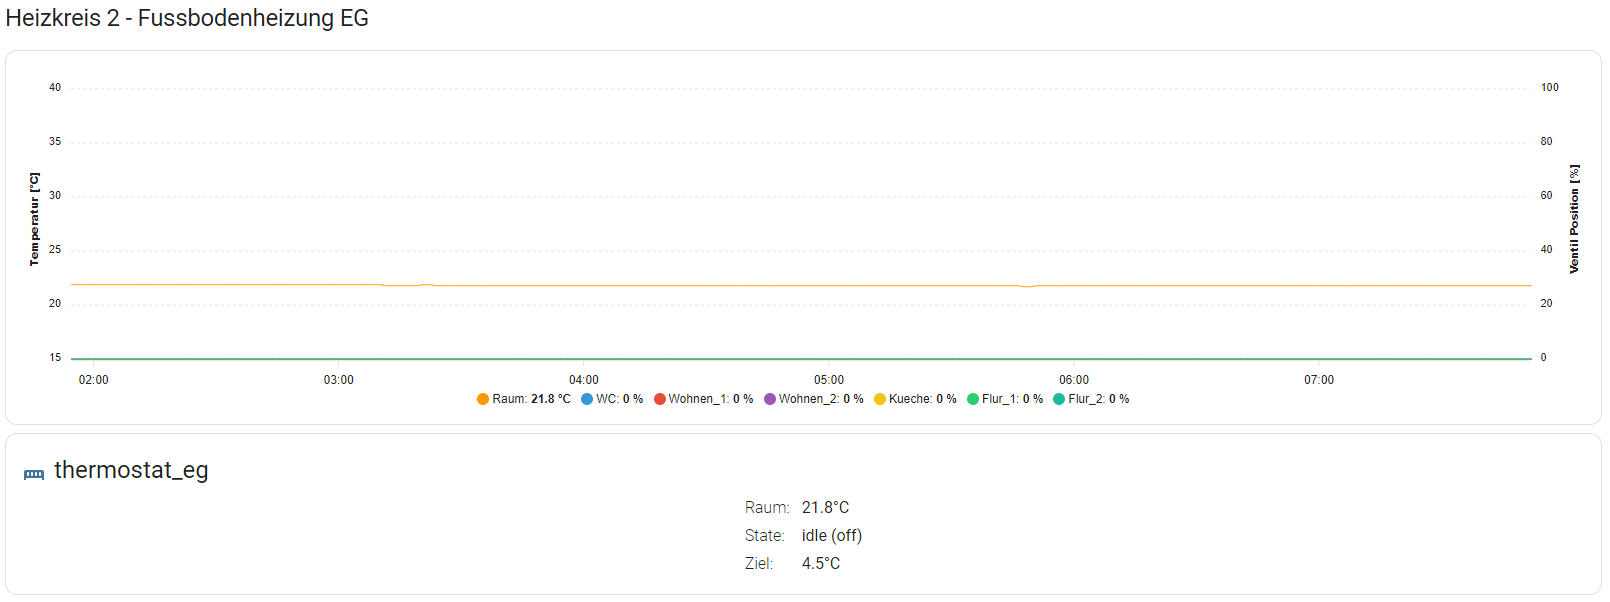 Heizkreis 2 - Fussbodenheizung EG
40
35
30
25
20
15
Temperatur [°C]
100
80
60
40
20
0
Ventil Position [%]
02:00 03:00 04:00 05:00 06:00 07:00
Raum: 21.8 °C WC: 0 % Wohnen_1: 0 % Wohnen_2: 0 % Kueche: 0 % Flur_1: 0 % Flur_2: 0 %
thermostat_eg
Raum: 21.8°C
State: idle (off)
Ziel: 4.5°C